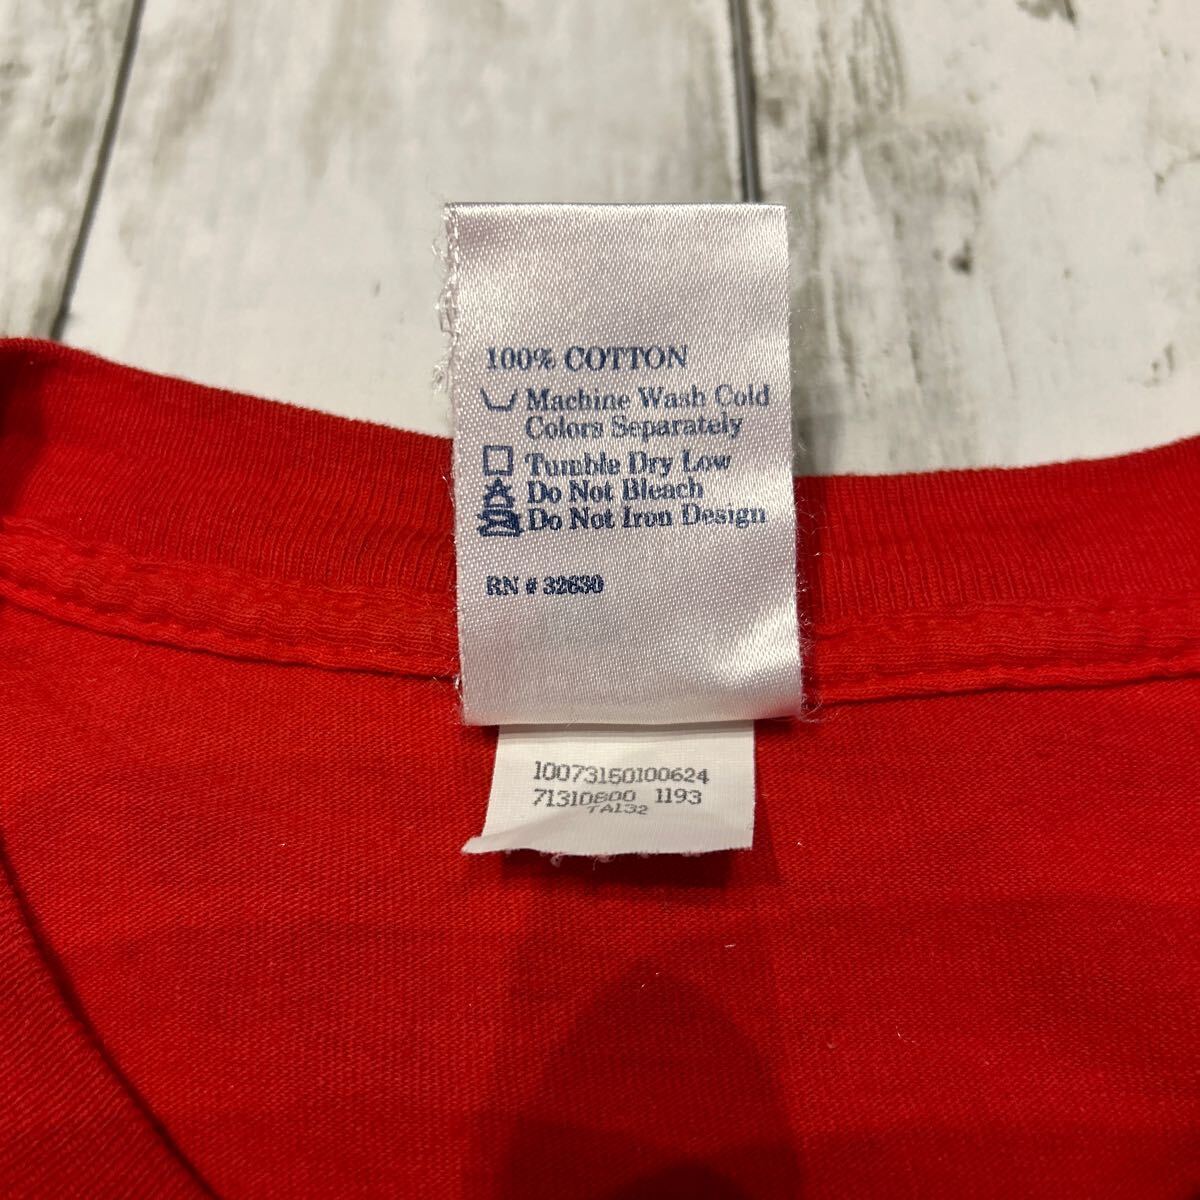 100% COTTON
Machine Wash Cold
Colors Separately
Tumble Dry Low
Do Not Bleach
Do Not Iron Design
RN # 32630
10073150100624
71310800 1193
TA132